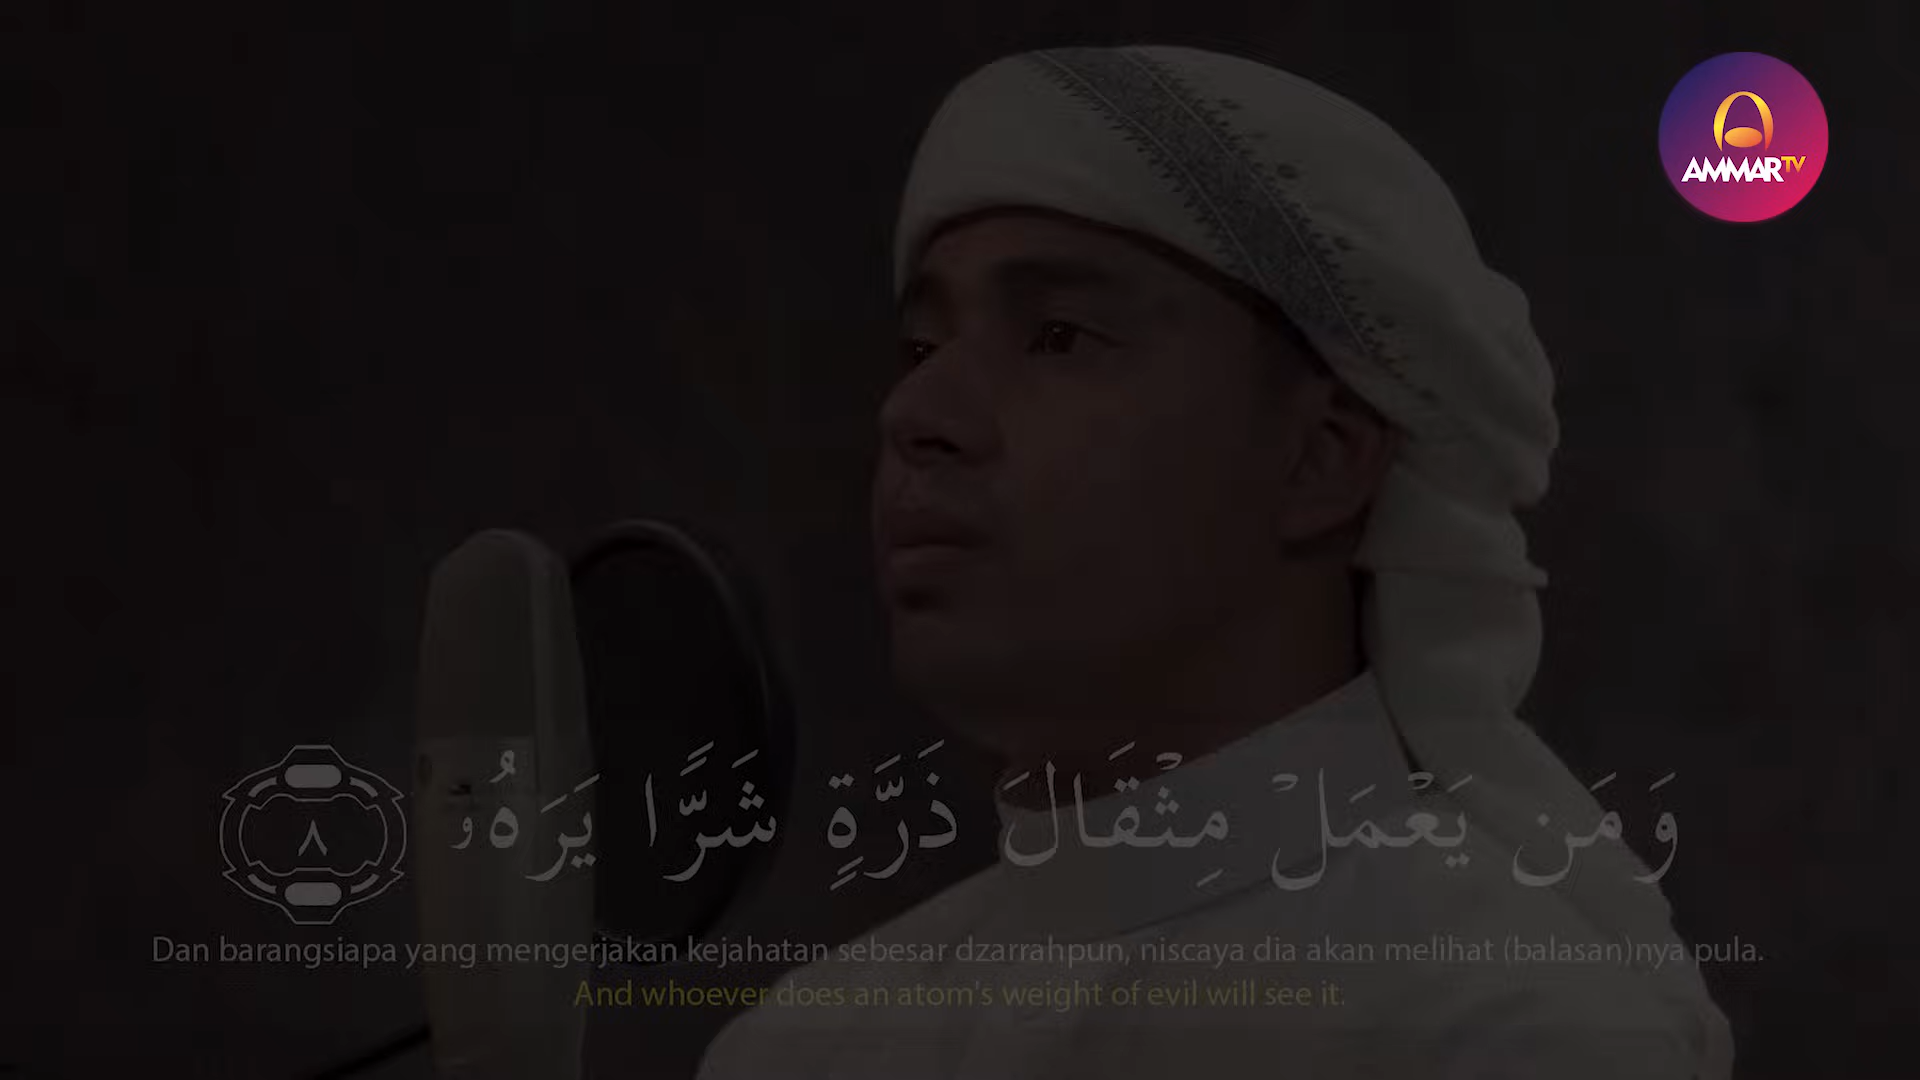 AMMARTV
وَمَن يَعْمَلْ مِثْقَالَ ذَرَّةٍ شَرًّا يَرَهُۥ ٨
Dan barangsiapa yang mengerjakan kejahatan sebesar dzarrahpun, niscaya dia akan melihat (balasan)nya pula.
And whoever does an atom's weight of evil will see it.